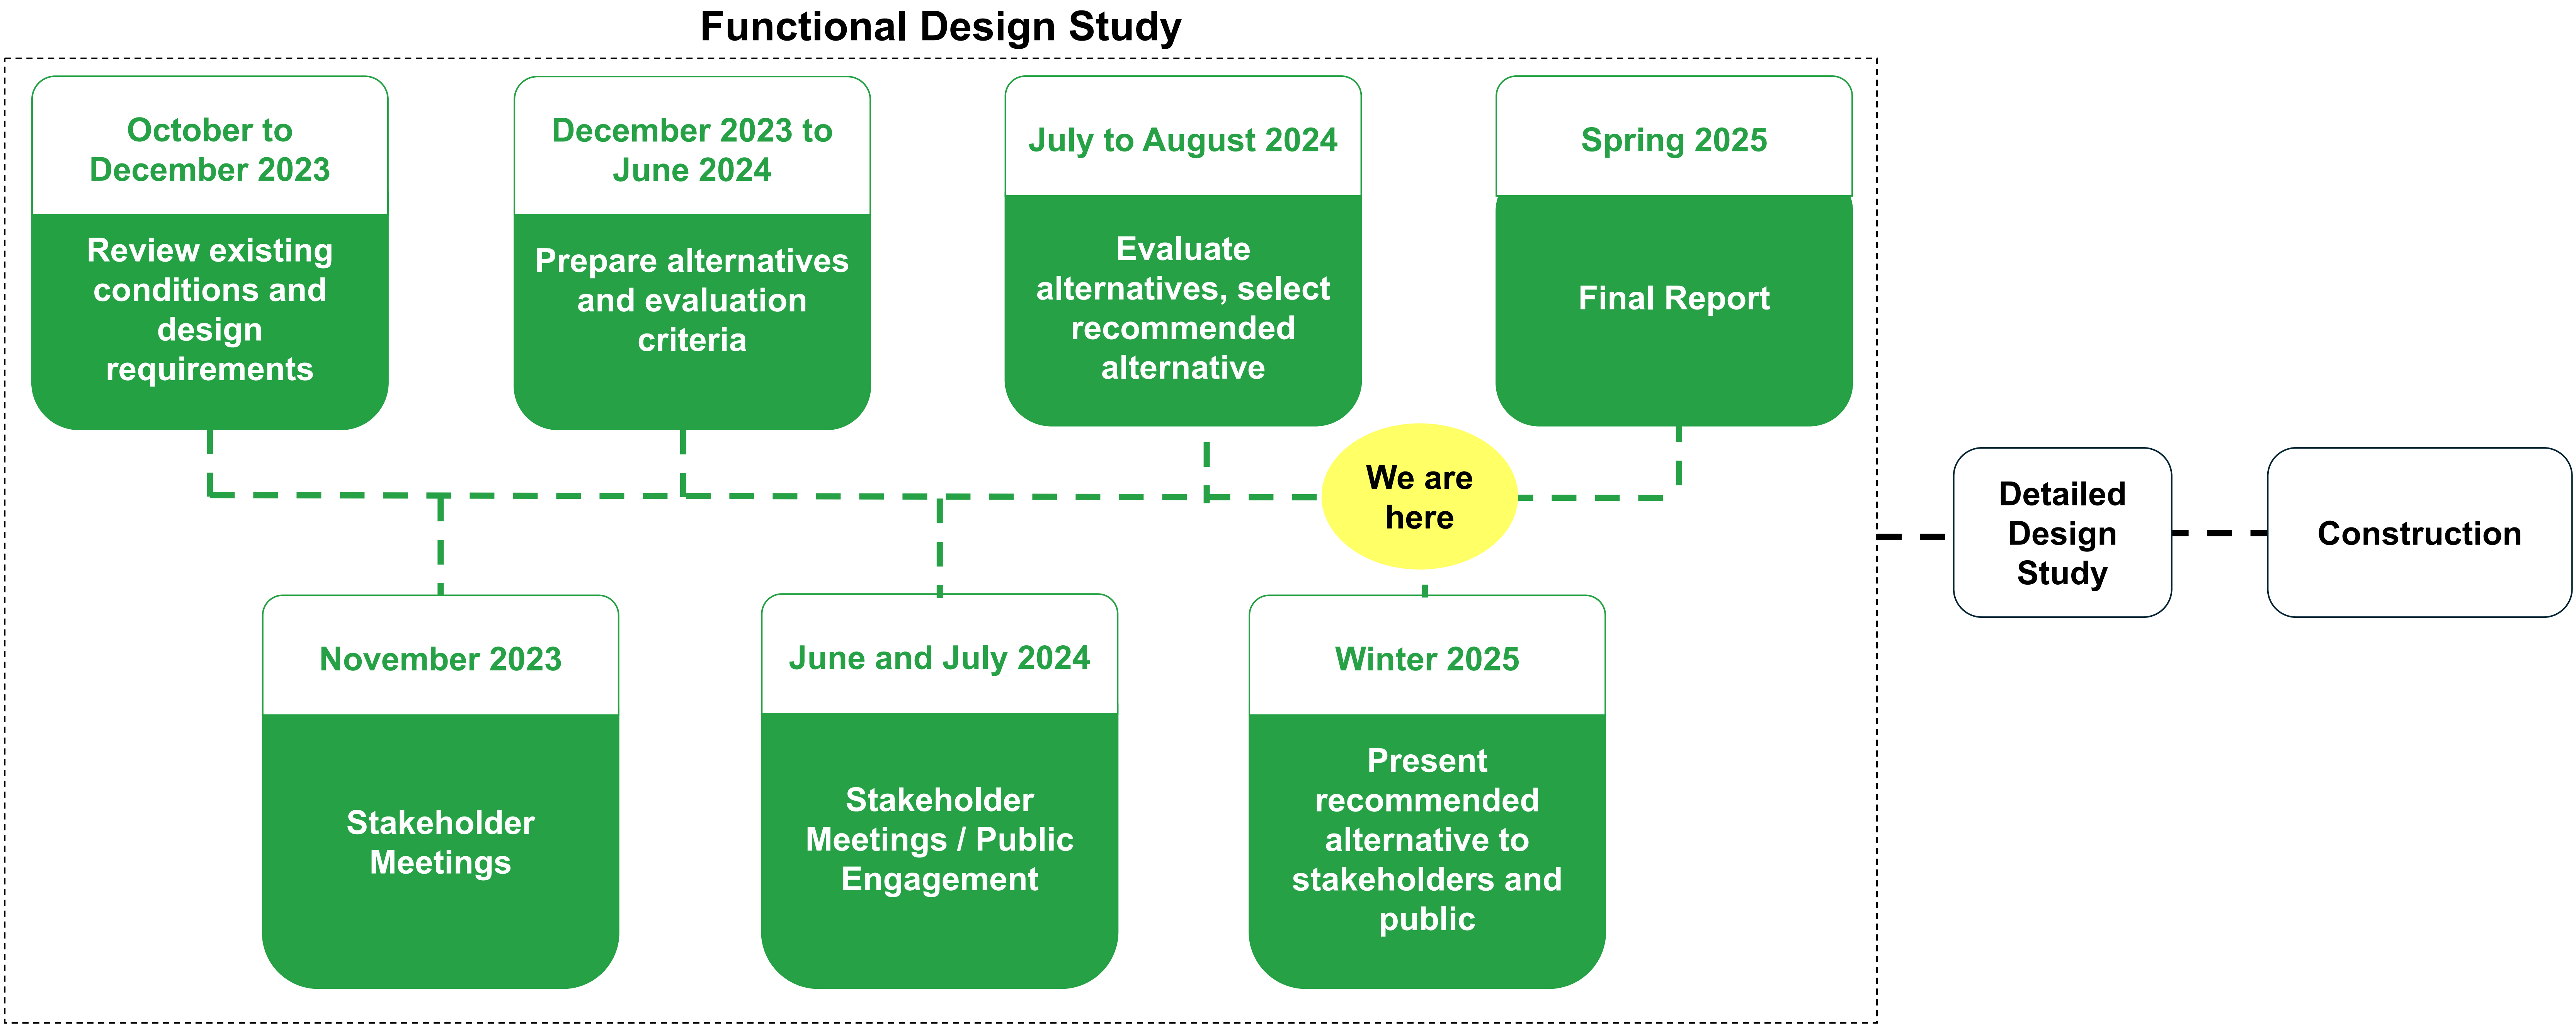 Functional Design Study
October to
December 2023
Review existing
conditions and
design
requirements
December 2023 to
June 2024
Prepare alternatives
and evaluation
criteria
July to August 2024
Evaluate
alternatives, select
recommended
alternative
Spring 2025
Final Report
We are
here
November 2023
Stakeholder
Meetings
June and July 2024
Stakeholder
Meetings / Public
Engagement
Winter 2025
Present
recommended
alternative to
stakeholders and
public
Detailed
Design
Study
Construction